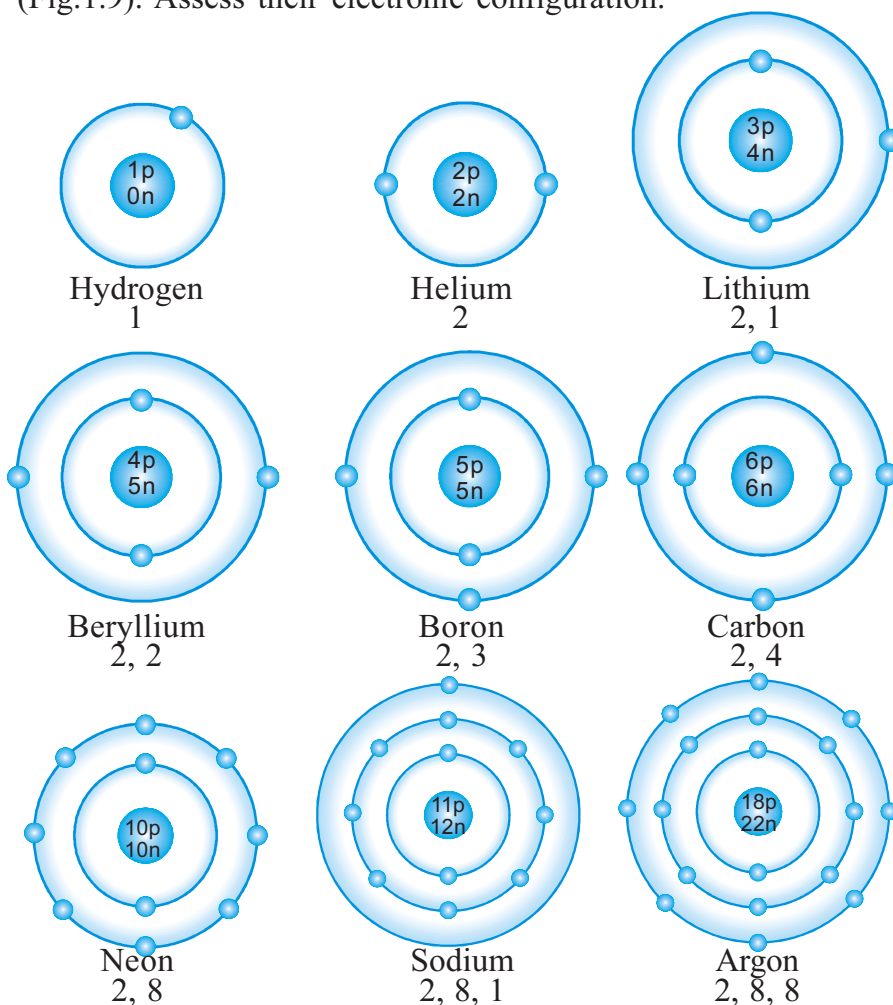 (Fig.1.9). Assess their electronic configuration.
1p
0n
2p
2n
3p
4n
Hydrogen
1
Helium
2
Lithium
2, 1
4p
5n
5p
5n
6p
6n
Beryllium
2, 2
Boron
2, 3
Carbon
2, 4
10p
10n
11p
12n
18p
22n
Neon
2, 8
Sodium
2, 8, 1
Argon
2, 8, 8